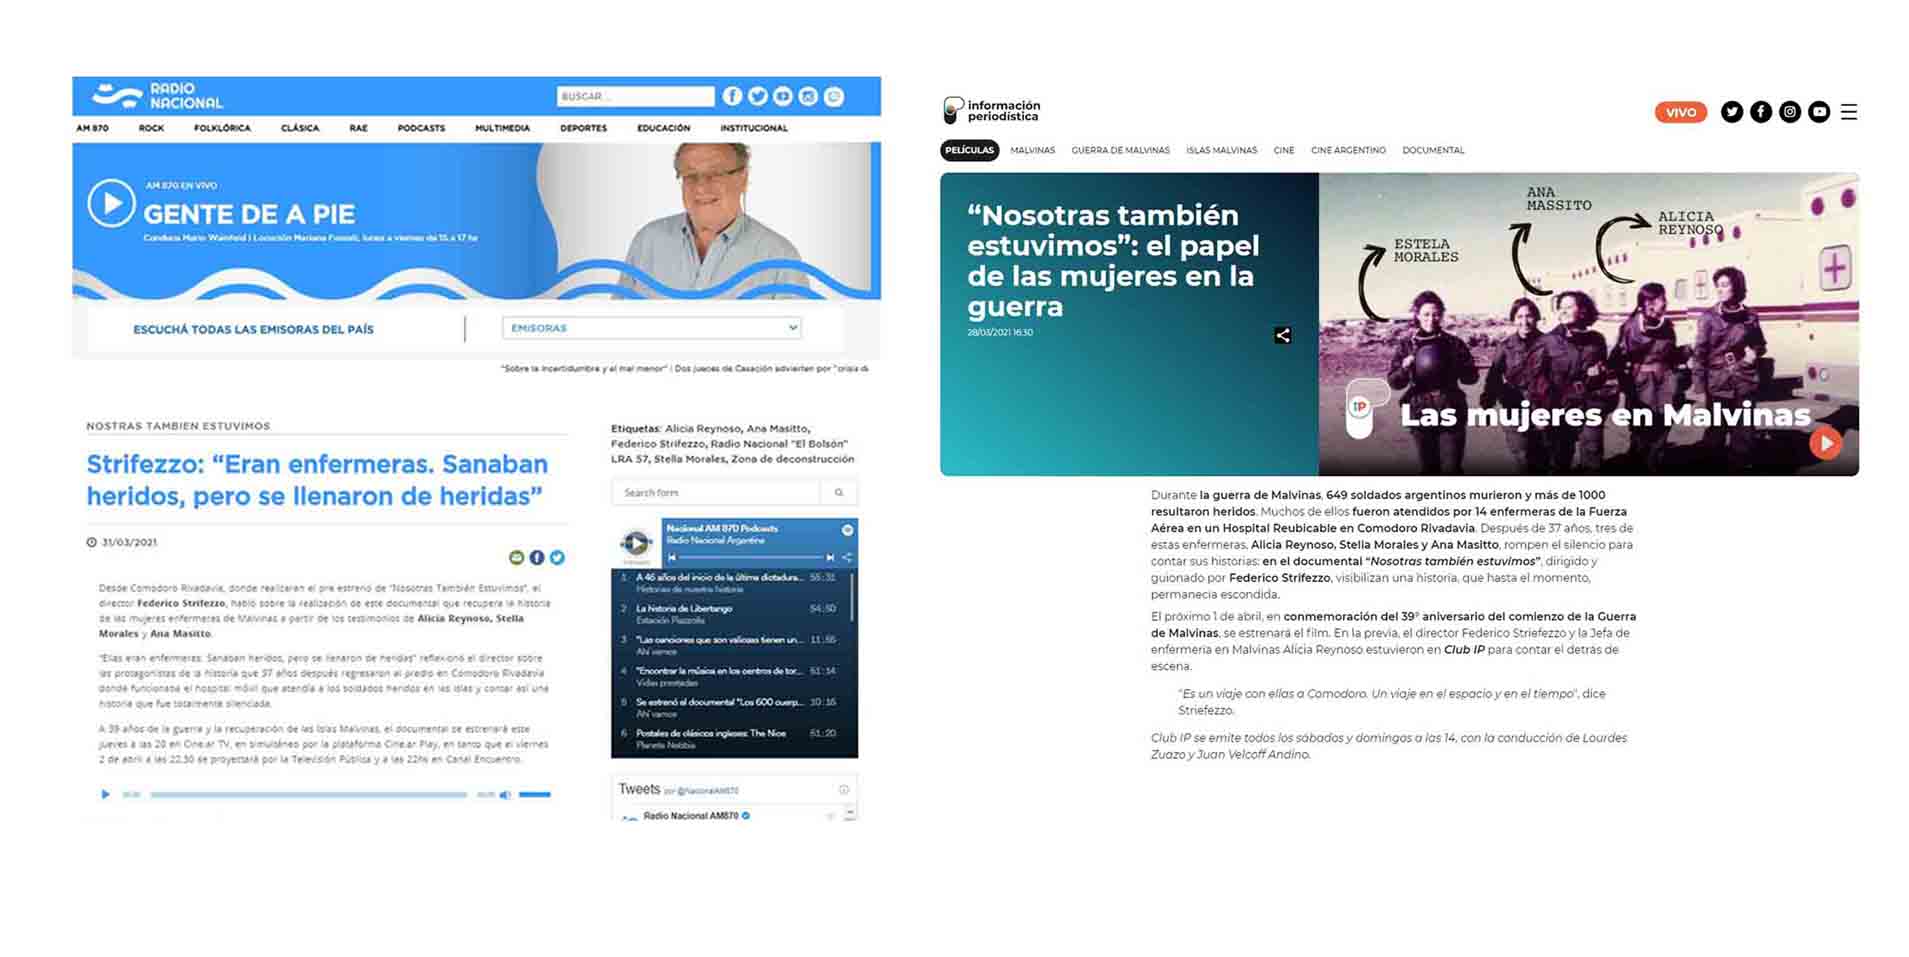 RADIO
NACIONAL
BUSCAR ...
AM 870 ROCK FOLKLÓRICA CLÁSICA RAE PODCASTS MULTIMEDIA DEPORTES EDUCACIÓN INSTITUCIONAL
AM 870 EN VIVO
GENTE DE A PIE
Conduce Mario Wainfeld | Locución Mariana Fossati, lunes a viernes de 15 a 17 hs
ESCUCHÁ TODAS LAS EMISORAS DEL PAÍS
EMISORAS
"Sobre la incertidumbre y el mal menor" | Dos jueces de Casación advierten por "crisis de
NOSTRAS TAMBIEN ESTUVIMOS
Strifezzo: “Eran enfermeras. Sanaban
heridos, pero se llenaron de heridas”
31/03/2021
Desde Comodoro Rivadavia, donde realizaran el pre estreno de “Nosotras También Estuvimos”, el
director Federico Strifezzo, habló sobre la realización de este documental que recupera la historia
de las mujeres enfermeras de Malvinas a partir de los testimonios de Alicia Reynoso, Stella
Morales y Ana Masitto.
“Ellas eran enfermeras. Sanaban heridos, pero se llenaron de heridas” reflexionó el director sobre
las protagonistas de la historia que 37 años después regresaron al predio en Comodoro Rivadavia
donde funcionaba el hospital móvil que atendía a los soldados heridos en las islas y contar así una
historia que fue totalmente silenciada.
A 39 años de la guerra y la recuperación de las Islas Malvinas, el documental se estrenará este
jueves a las 20 en Cine.ar TV, en simultáneo por la plataforma Cine.ar Play, en tanto que el viernes
2 de abril a las 22.30 se proyectará por la Televisión Pública y a las 22hs en Canal Encuentro.
Etiquetas: Alicia Reynoso, Ana Masitto,
Federico Strifezzo, Radio Nacional "El Bolsón"
LRA 57, Stella Morales, Zona de deconstrucción
Search form
Nacional AM 870 Podcasts
Radio Nacional Argentina
1 A 46 años del inicio de la última dictadura... 55:31
Historias de nuestra historia
2 La historia de Libertango 54:50
Estación Piazzolla
3 "Las canciones que son valiosas tienen un... 11:55
Ahí vamos
4 "Encontrar la música en los centros de tor... 51:14
Vidas prestadas
5 Se estrenó el documental "Los 600 cuerp... 10:16
Ahí vamos
6 Postales de clásicos ingleses: The Nice 51:20
Planeta Nebbia
Tweets por @NacionalAM870
Radio Nacional AM870
información
periodística
VIVO
PELÍCULAS MALVINAS GUERRA DE MALVINAS ISLAS MALVINAS CINE CINE ARGENTINO DOCUMENTAL
“Nosotras también
estuvimos”: el papel
de las mujeres en la
guerra
28/03/2021 16:30
ESTELA
MORALES
ANA
MASSITO
ALICIA
REYNOSO
IP
Las mujeres en Malvinas
Durante la guerra de Malvinas, 649 soldados argentinos murieron y más de 1000
resultaron heridos. Muchos de ellos fueron atendidos por 14 enfermeras de la Fuerza
Aérea en un Hospital Reubicable en Comodoro Rivadavia. Después de 37 años, tres de
estas enfermeras, Alicia Reynoso, Stella Morales y Ana Masitto, rompen el silencio para
contar sus historias: en el documental “Nosotras también estuvimos”, dirigido y
guionado por Federico Strifezzo, visibilizan una historia, que hasta el momento,
permanecía escondida.
El próximo 1 de abril, en conmemoración del 39° aniversario del comienzo de la Guerra
de Malvinas, se estrenará el film. En la previa, el director Federico Striefezzo y la Jefa de
enfermería en Malvinas Alicia Reynoso estuvieron en Club IP para contar el detrás de
escena.
"Es un viaje con ellas a Comodoro. Un viaje en el espacio y en el tiempo", dice
Striefezzo.
Club IP se emite todos los sábados y domingos a las 14, con la conducción de Lourdes
Zuazo y Juan Velcoff Andino.